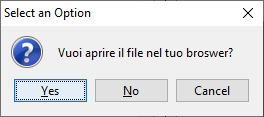 Select an Option
Vuoi aprire il file nel tuo broswer?
Yes No Cancel